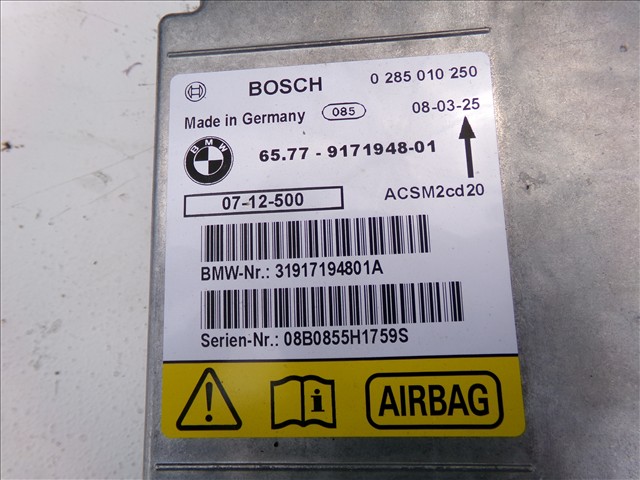 BOSCH 0 285 010 250
Made in Germany 085 08-03-25
BMW 65.77 - 9171948-01
07-12-500 ACSM2cd20
BMW-Nr.: 31917194801A
Serien-Nr.: 08B0855H1759S
AIRBAG